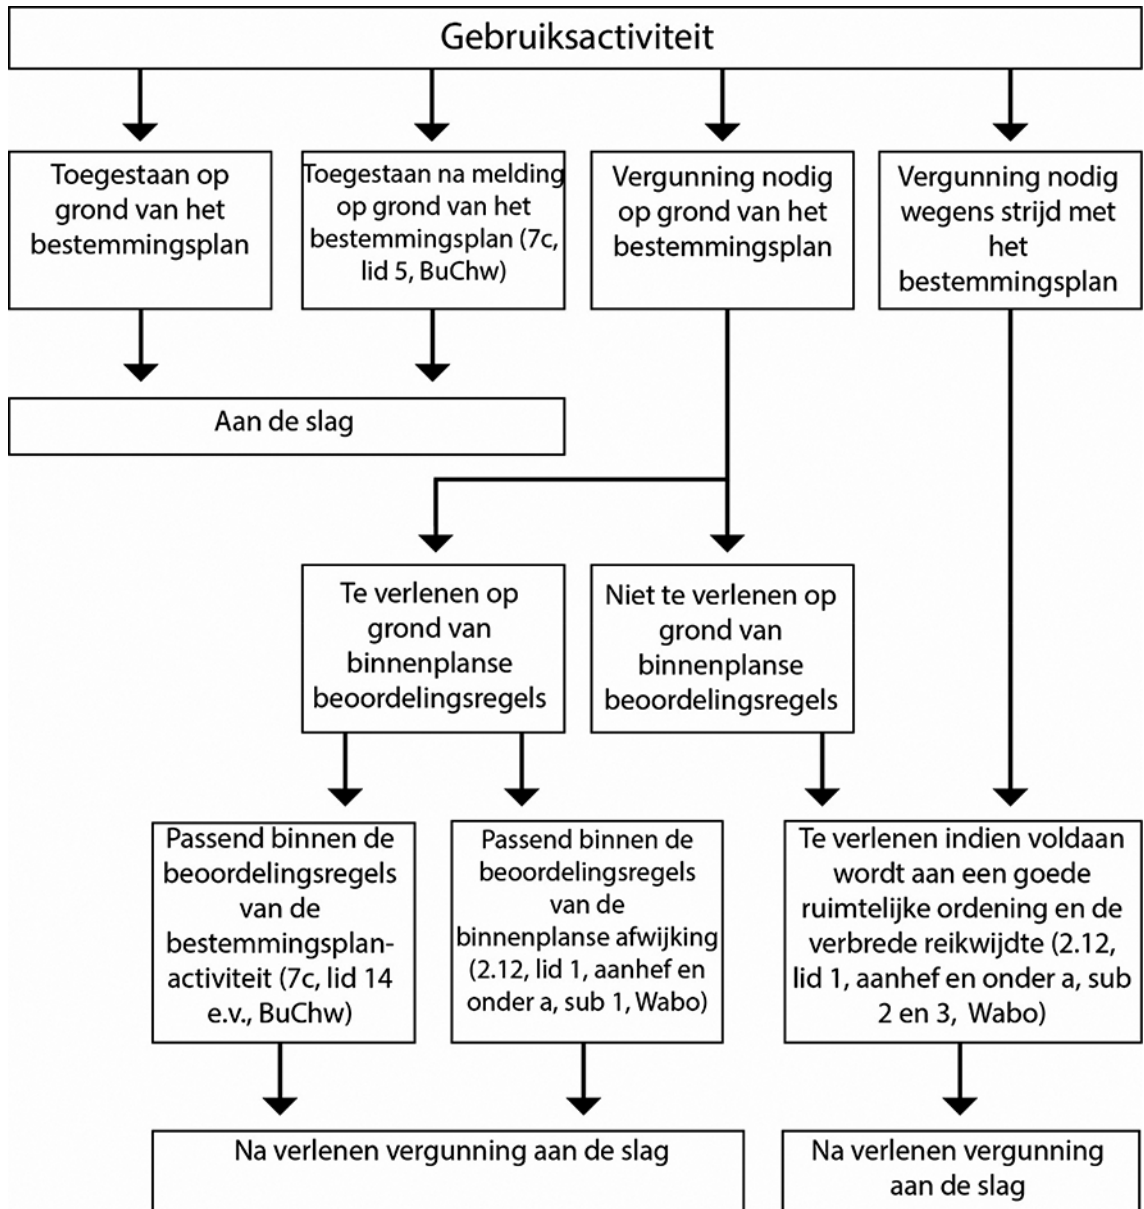 Gebruiksactiviteit
Toegestaan op
grond van het
bestemmingsplan
Toegestaan na melding
op grond van het
bestemmingsplan (7c,
lid 5, BuChw)
Vergunning nodig
op grond van het
bestemmingsplan
Vergunning nodig
wegens strijd met
het
bestemmingsplan
Aan de slag
Te verlenen op
grond van
binnenplanse
beoordelingsregels
Niet te verlenen op
grond van
binnenplanse
beoordelingsregels
Passend binnen de
beoordelingsregels
van de
bestemmingsplan-
activiteit (7c, lid 14
e.v., BuChw)
Passend binnen de
beoordelingsregels
van de
binnenplanse afwijking
(2.12, lid 1, aanhef en
onder a, sub 1, Wabo)
Te verlenen indien voldaan
wordt aan een goede
ruimtelijke ordening en de
verbrede reikwijdte (2.12,
lid 1, aanhef en onder a, sub
2 en 3, Wabo)
Na verlenen vergunning aan de slag
Na verlenen vergunning
aan de slag